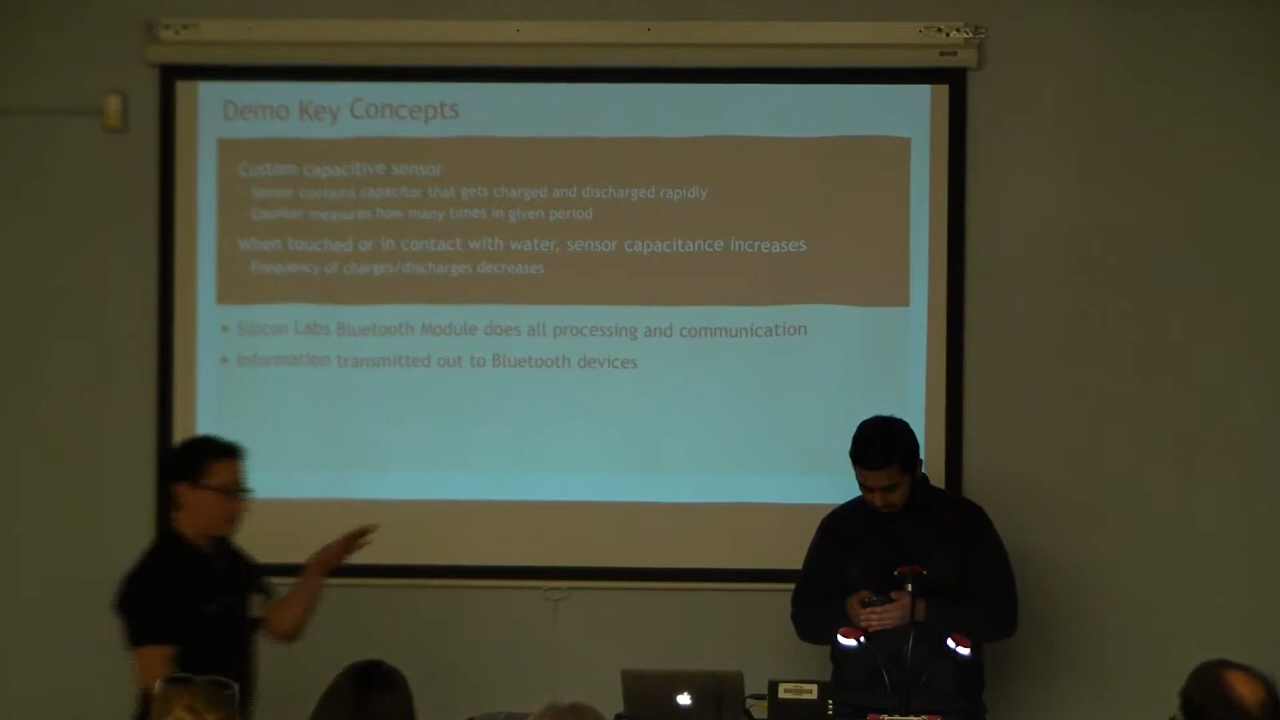 Demo Key Concepts
Custom capacitive sensor
Sensor contains capacitor that gets charged and discharged rapidly
Counter measures how many times in given period
When touched or in contact with water, sensor capacitance increases
Frequency of charges/discharges decreases
• Silicon Labs Bluetooth Module does all processing and communication
• Information transmitted out to Bluetooth devices